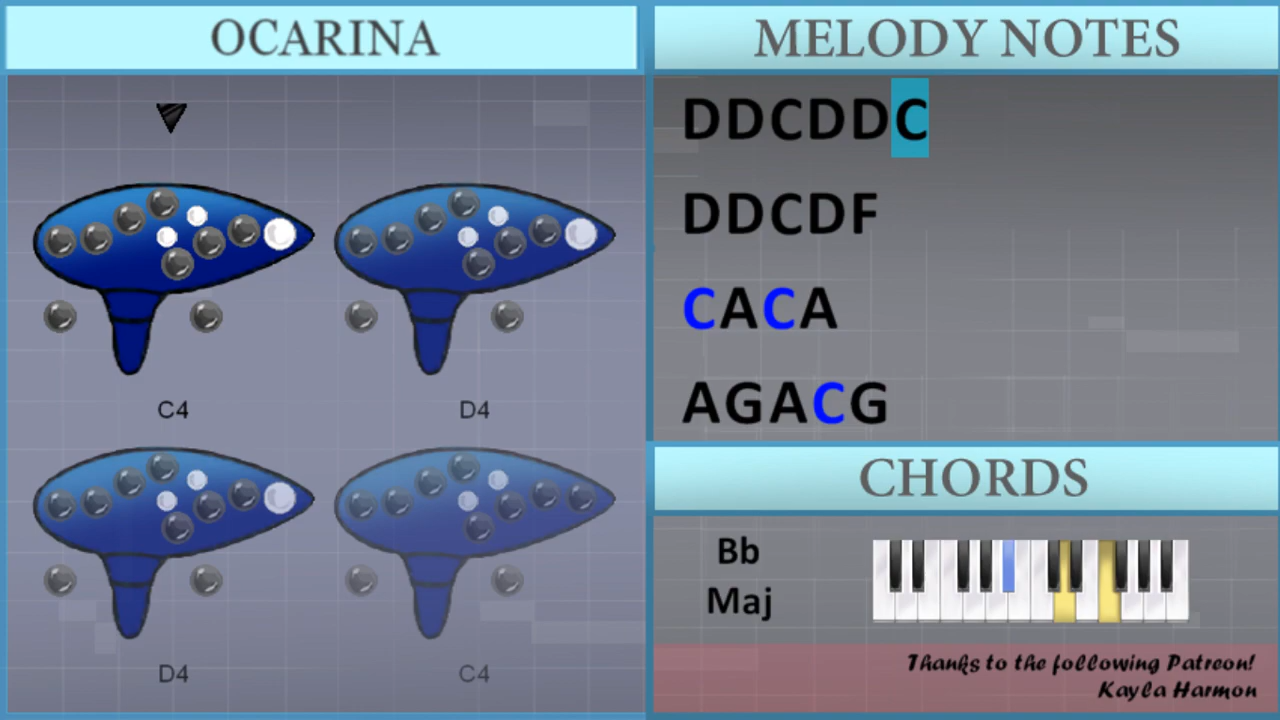 OCARINA
C4
D4
D4
C4
MELODY NOTES
DDCDDC
DDCDF
CACA
AGACG
CHORDS
Bb
Maj
Thanks to the following Patreon!
Kayla Harmon